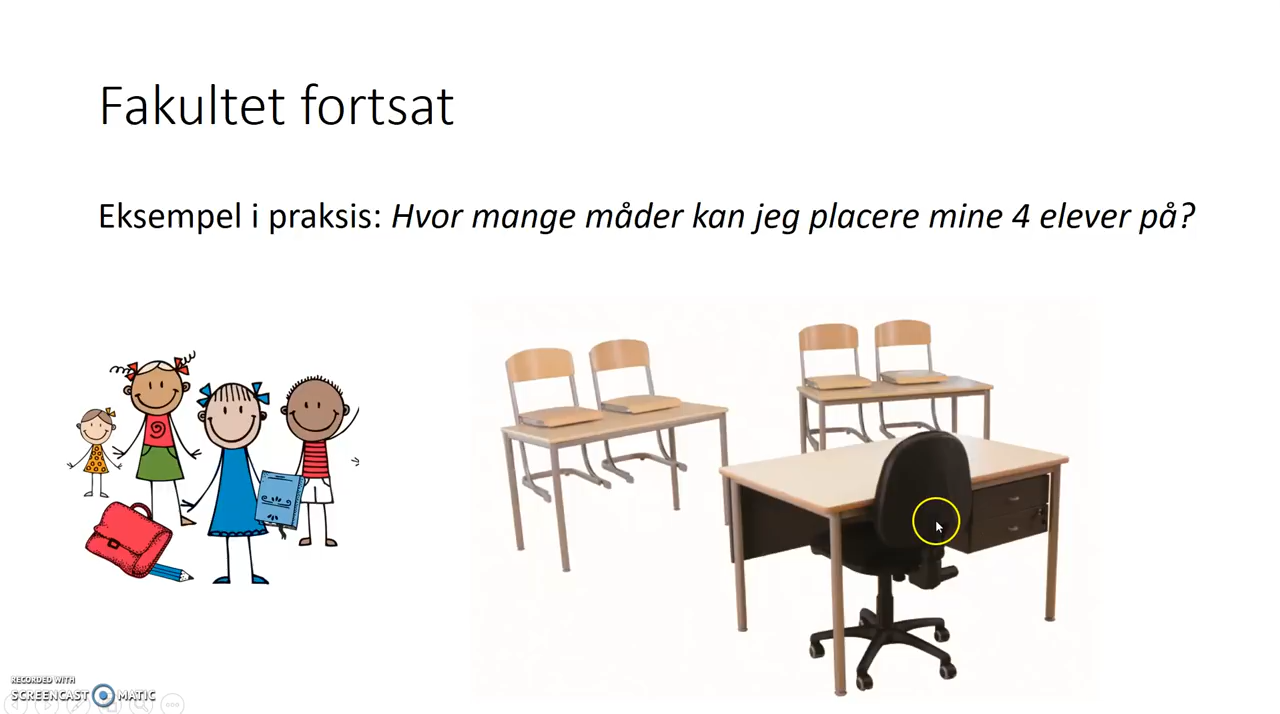 Fakultet fortsat
Eksempel i praksis: Hvor mange måder kan jeg placere mine 4 elever på?
RECORDED WITH
SCREENCAST MATIC